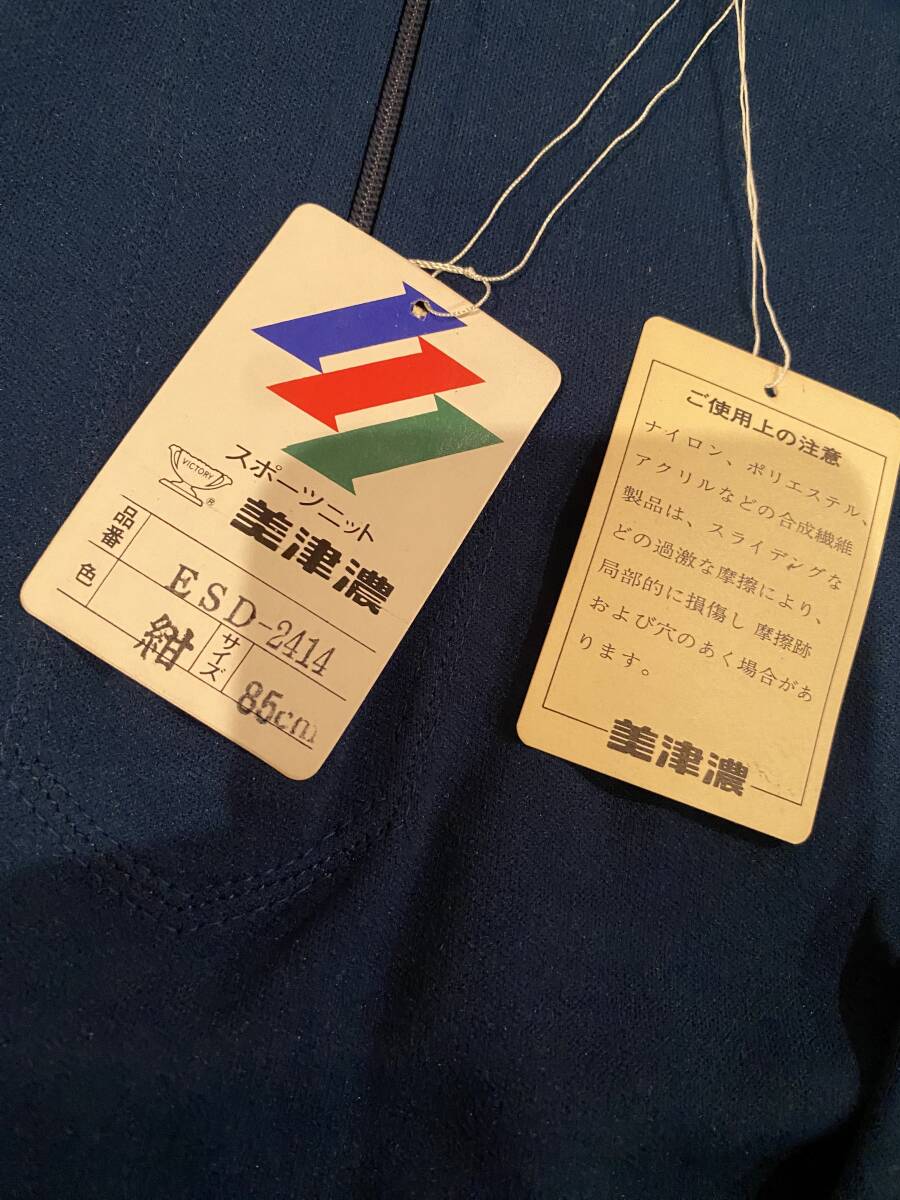 VICTORY
®
スポーツニット
美津濃
品番
ESD-2414
色
紺
サイズ
85cm
ご使用上の注意
ナイロン、ポリエステル、
アクリルなどの合成繊維
製品は、スライデングな
どの過激な摩擦により、
局部的に損傷し 摩擦跡
および穴のあく場合があ
ります。
美津濃